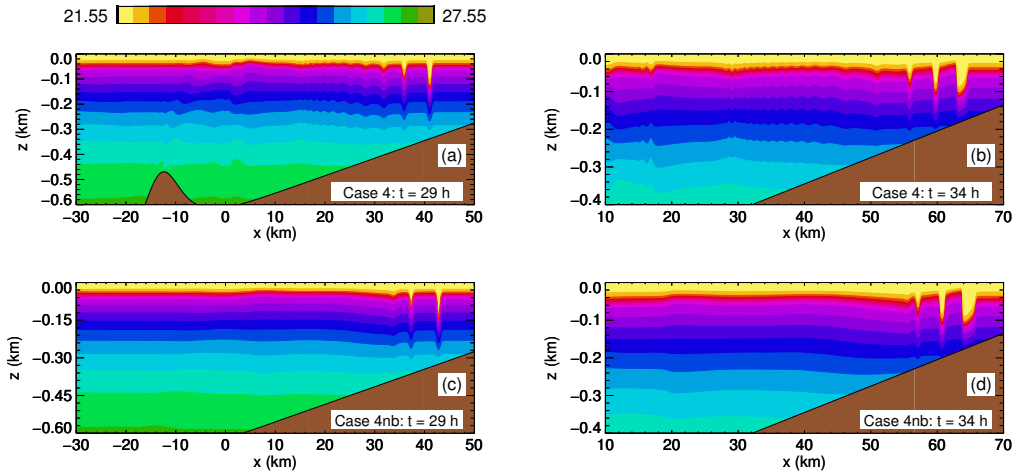 21.55 27.55
0.0
−0.1
−0.2
−0.3
−0.4
−0.5
−0.6
z (km)
(a)
Case 4: t = 29 h
−30 −20 −10 0 10 20 30 40 50
x (km)
0.0
−0.1
−0.2
−0.3
−0.4
z (km)
(b)
Case 4: t = 34 h
10 20 30 40 50 60 70
x (km)
0.00
−0.15
−0.30
−0.45
−0.60
z (km)
(c)
Case 4nb: t = 29 h
−30 −20 −10 0 10 20 30 40 50
x (km)
0.0
−0.1
−0.2
−0.3
−0.4
z (km)
(d)
Case 4nb: t = 34 h
10 20 30 40 50 60 70
x (km)